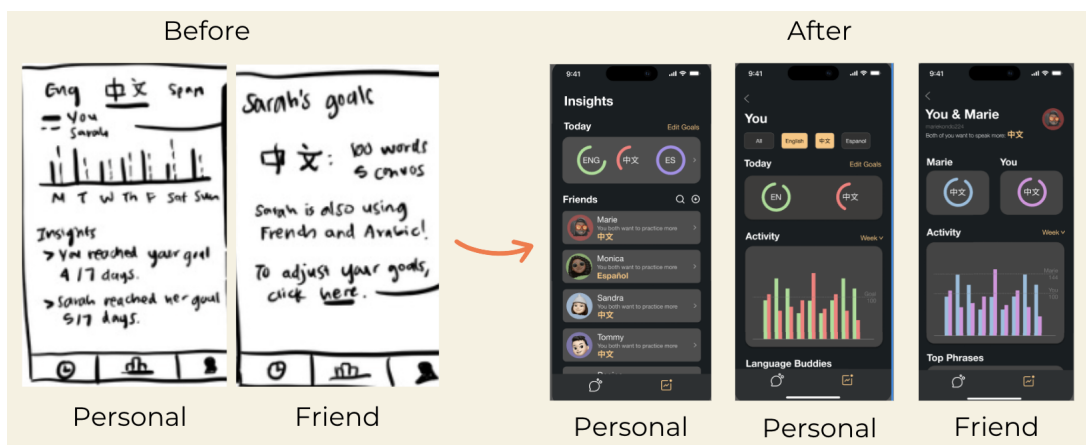 Before
After
Eng 中文 Span
You
Sarah
M T W Th F Sat Sun
Insights
> You reached your goal
4/7 days.
> Sarah reached her goal
5/7 days.
Sarah's goals
中文: 100 words
5 convos
Sarah is also using
French and Arabic!
To adjust your goals,
click here.
9:41
Insights
Today Edit Goals
ENG 中文 ES
Friends
Marie
You both want to practice more
中文
Monica
You both want to practice more
Español
Sandra
You both want to practice more
中文
Tommy
You both want to practice more
中文
9:41
You
All English 中文 Espanol
Today Edit Goals
EN 中文
Activity Week
Goal
100
Language Buddies
9:41
You & Marie
Both of you want to speak more: 中文
Marie You
中文 中文
Activity Week
Marie
144
You
100
Top Phrases
Personal
Friend
Personal
Personal
Friend